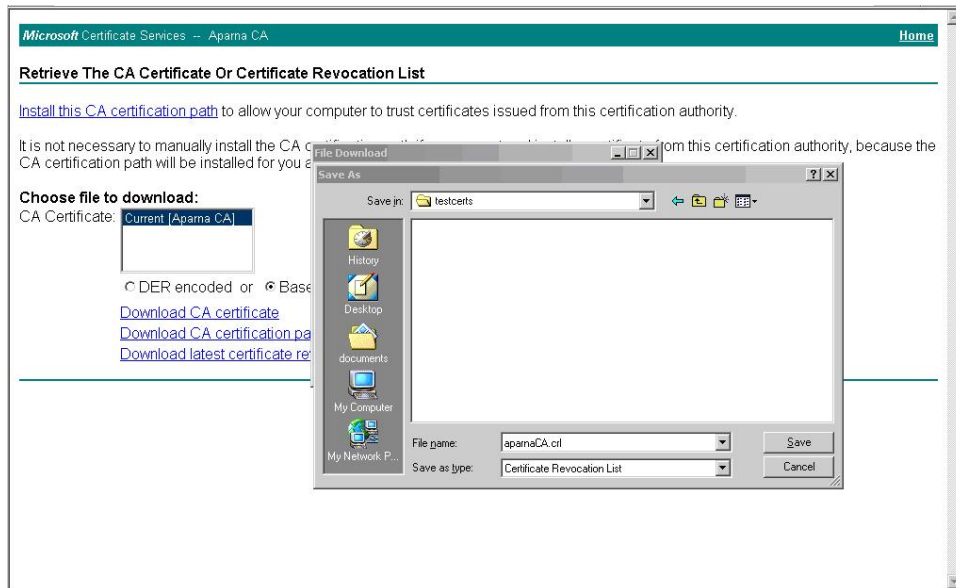 Microsoft Certificate Services -- Aparna CA Home
Retrieve The CA Certificate Or Certificate Revocation List
Install this CA certification path to allow your computer to trust certificates issued from this certification authority.
It is not necessary to manually install the CA from this certification authority, because the
CA certification path will be installed for you
Choose file to download:
CA Certificate: Current [Aparna CA]
DER encoded or Base
Download CA certificate
Download CA certification pa
Download latest certificate re
File Download
Save As
Save in: testcerts
History
Desktop
documents
My Computer
My Network P...
File name: aparnaCA.crl Save
Save as type: Certificate Revocation List Cancel